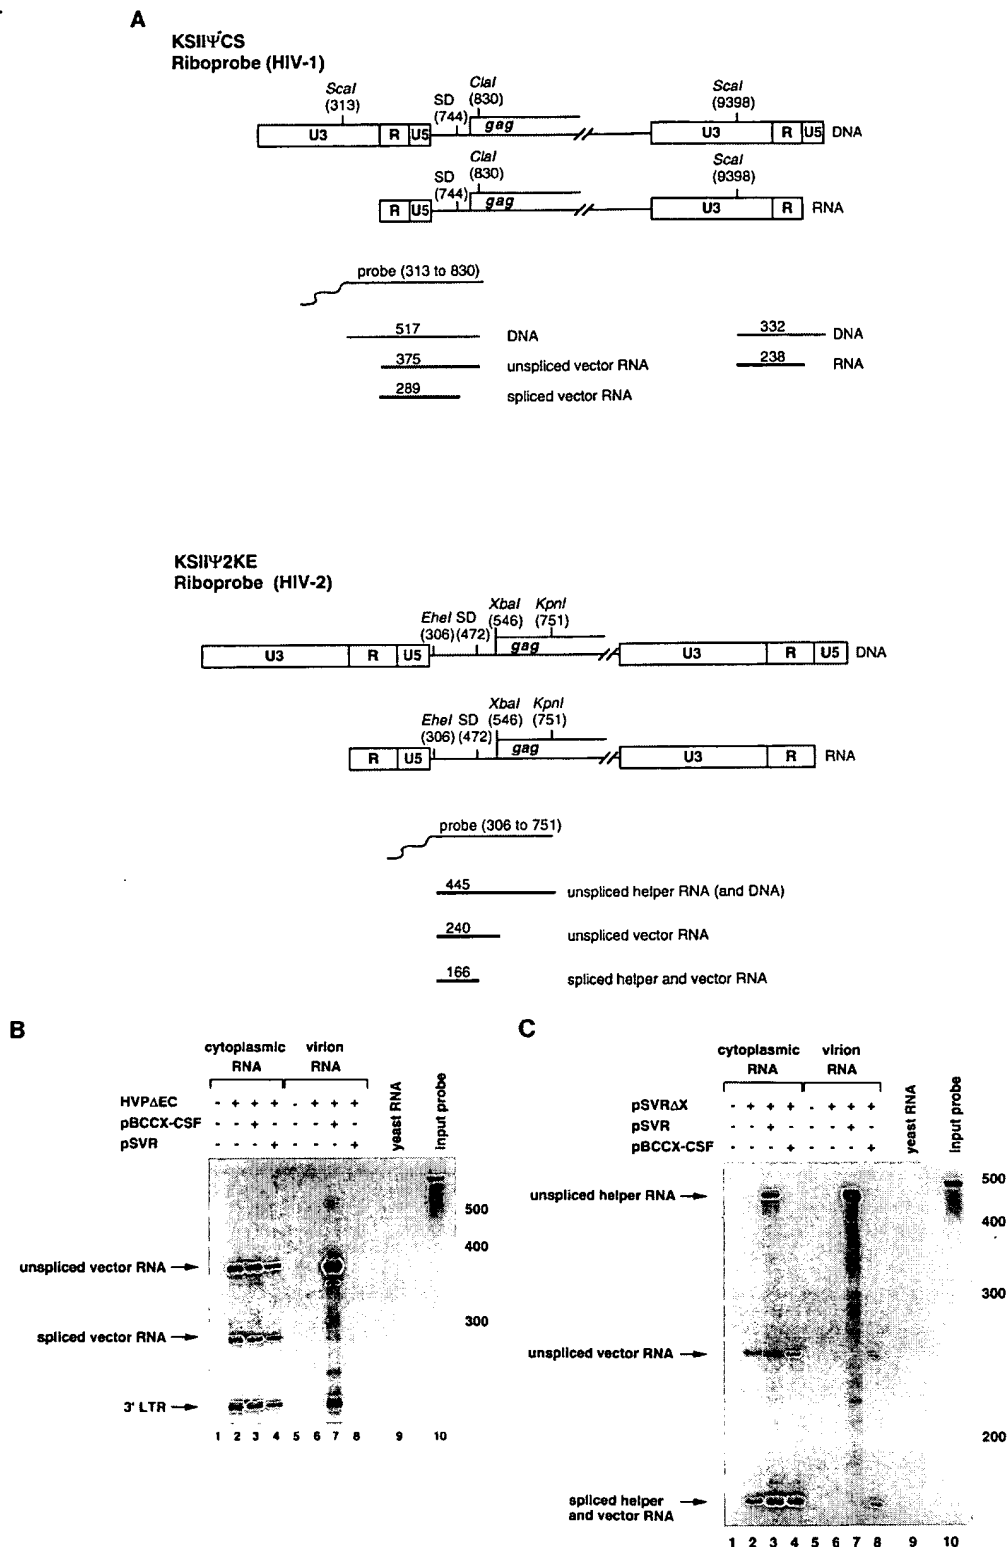 A
KSIIΨCS
Riboprobe (HIV-1)
ScaI
(313)
SD
(744)
ClaI
(830)
gag
ScaI
(9398)
U3
R
U5
U3
R
U5
DNA
SD
(744)
ClaI
(830)
gag
ScaI
(9398)
R
U5
U3
R
RNA
probe (313 to 830)
517
DNA
332
DNA
375
unspliced vector RNA
238
RNA
289
spliced vector RNA
KSIIΨ2KE
Riboprobe (HIV-2)
EheI
(306)
SD
(472)
XbaI
(546)
KpnI
(751)
gag
U3
R
U5
U3
R
U5
DNA
EheI
(306)
SD
(472)
XbaI
(546)
KpnI
(751)
gag
R
U5
U3
R
RNA
probe (306 to 751)
445
unspliced helper RNA (and DNA)
240
unspliced vector RNA
166
spliced helper and vector RNA
B
cytoplasmic
RNA
virion
RNA
HVPΔEC - + + + - + + +
pBCCX-CSF + +
pSVR + +
yeast RNA
input probe
500
400
300
unspliced vector RNA
spliced vector RNA
3' LTR
1 2 3 4 5 6 7 8 9 10
C
cytoplasmic
RNA
virion
RNA
pSVRΔX - + + + - + + +
pSVR + +
pBCCX-CSF + +
yeast RNA
input probe
500
400
300
200
unspliced helper RNA
unspliced vector RNA
spliced helper
and vector RNA
1 2 3 4 5 6 7 8 9 10